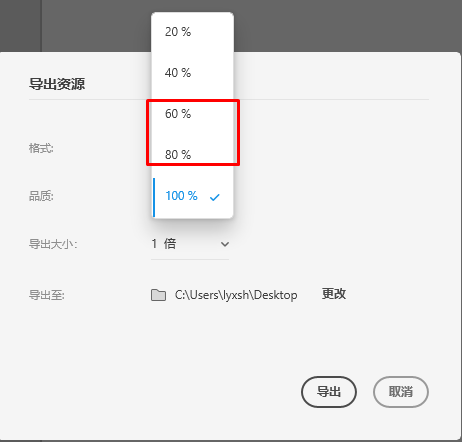 20 %
40 %
导出资源
60 %
格式:
80 %
品质:
100 %
导出大小:
1 倍
导出至:
C:\Users\lyxsh\Desktop
更改
导出
取消